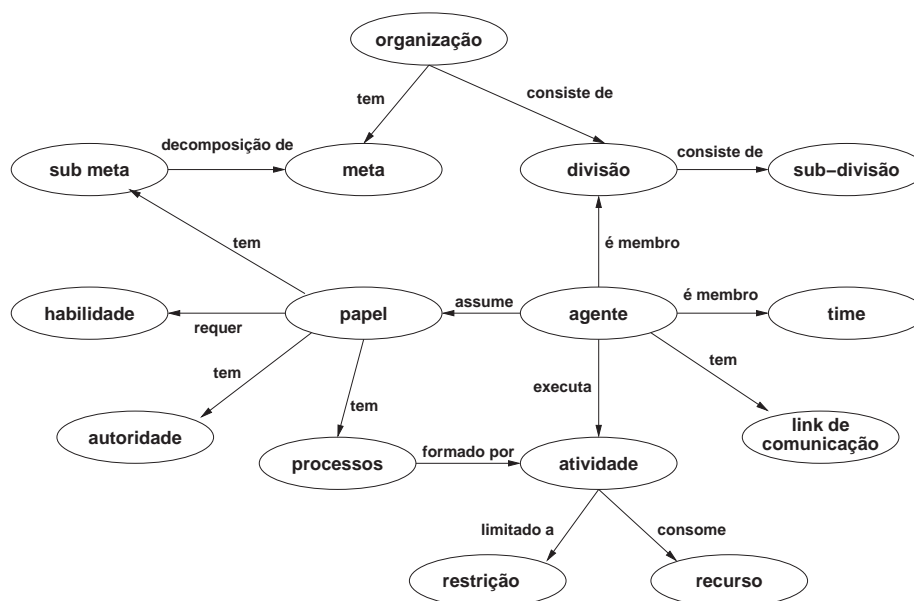 organização
tem
consiste de
decomposição de
consiste de
sub meta
meta
divisão
sub–divisão
tem
é membro
assume
é membro
habilidade
papel
agente
time
requer
tem
executa
tem
tem
autoridade
link de
comunicação
formado por
processos
atividade
limitado a
consome
restrição
recurso